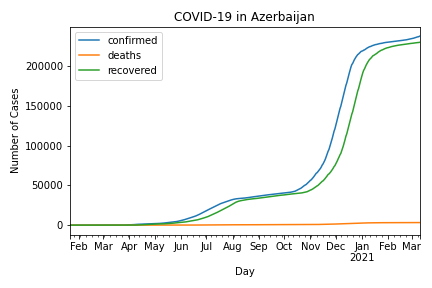 COVID-19 in Azerbaijan
confirmed
deaths
recovered
Number of Cases
200000
150000
100000
50000
0
Feb Mar Apr May Jun Jul Aug Sep Oct Nov Dec Jan Feb Mar
2021
Day